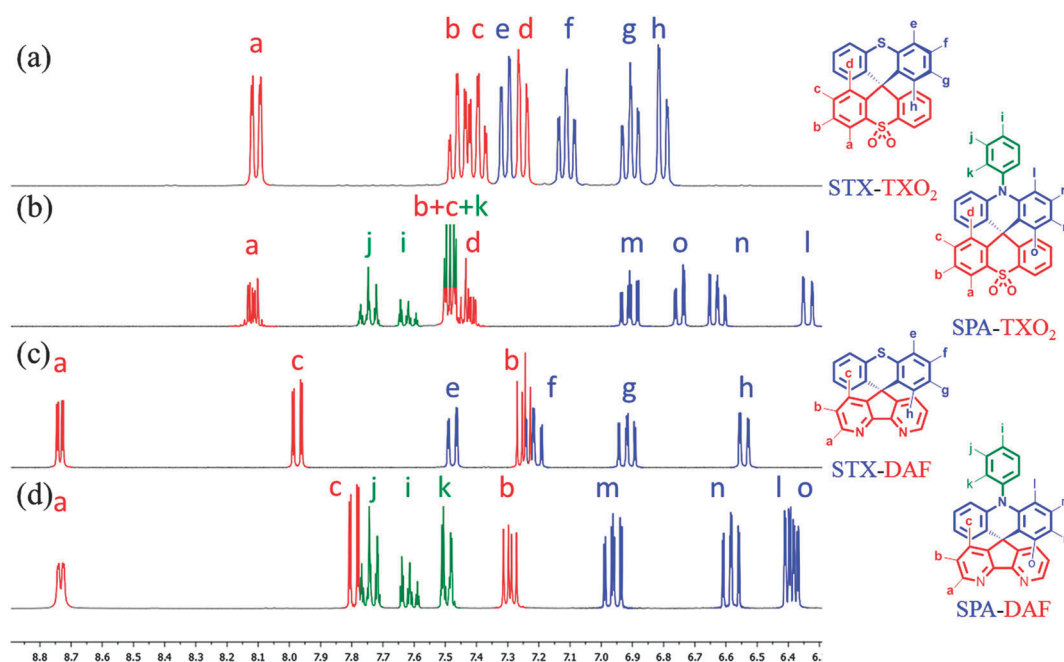 (a)
a
b
c
e
d
f
g
h
e
S
f
d
c
g
h
b
S
O
O
a
STX-TXO2
(b)
a
j
i
b+c+k
d
m
o
n
l
i
j
k
l
N
d
c
o
b
S
O
O
a
SPA-TXO2
(c)
a
c
e
b
f
g
h
e
S
f
c
g
b
h
N
N
a
STX-DAF
(d)
a
c
j
i
k
b
m
n
l
o
i
j
k
l
N
c
b
o
N
N
a
SPA-DAF
8.8 8.7 8.6 8.5 8.4 8.3 8.2 8.1 8.0 7.9 7.8 7.7 7.6 7.5 7.4 7.3 7.2 7.1 7.0 6.9 6.8 6.7 6.6 6.5 6.4 6.